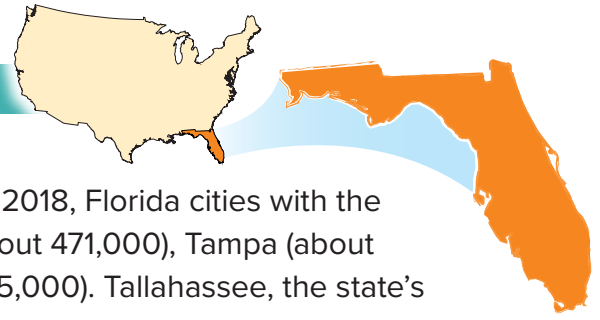 2018, Florida cities with the
out 471,000), Tampa (about
5,000). Tallahassee, the state's